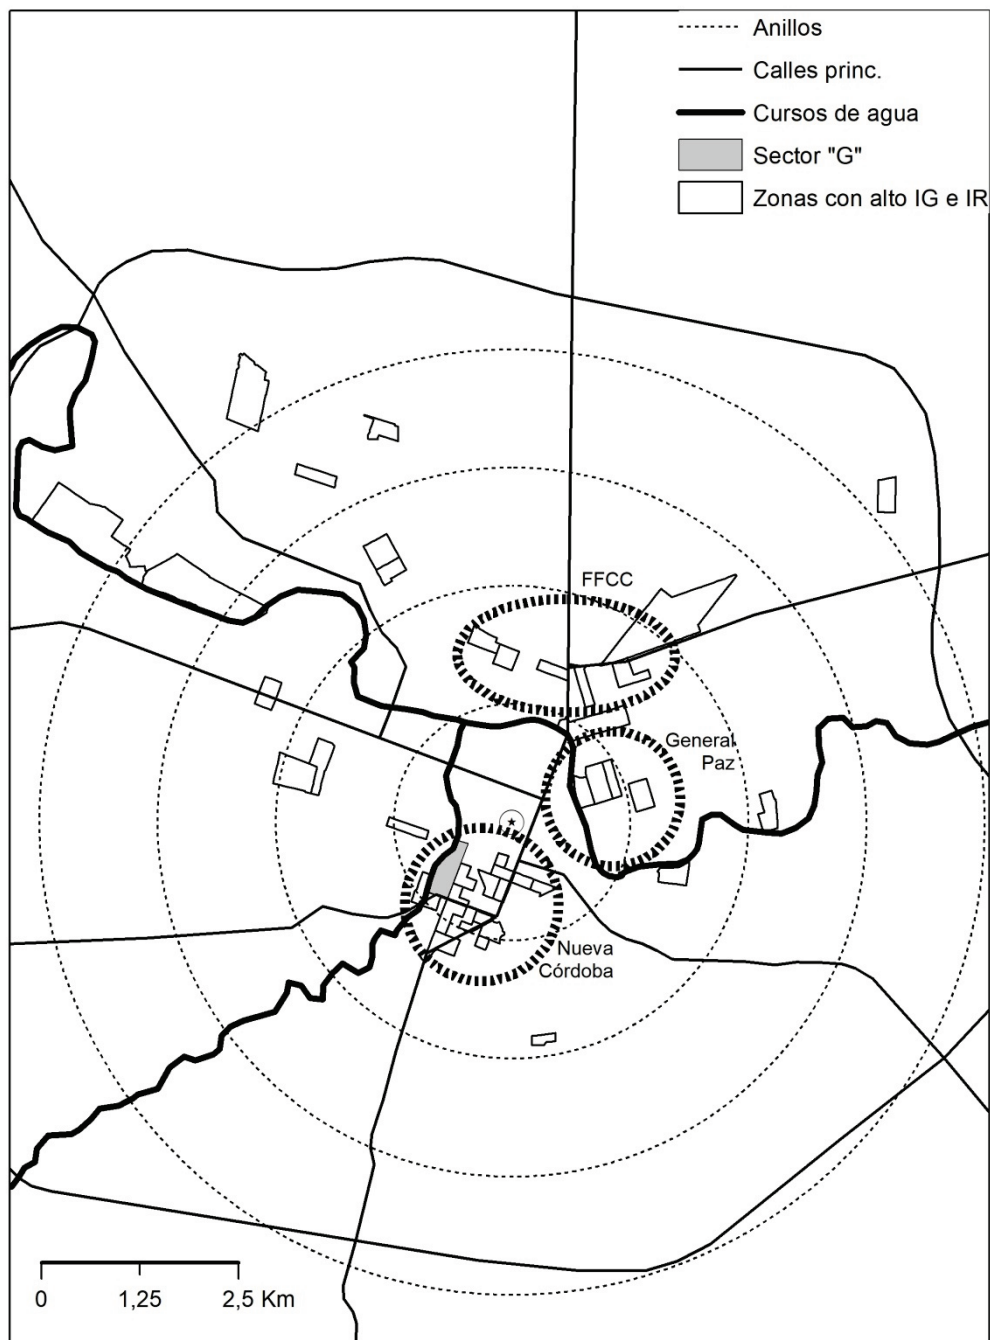 Anillos
Calles princ.
Cursos de agua
Sector "G"
Zonas con alto IG e IR
FFCC
General
Paz
Nueva
Córdoba
0 1,25 2,5 Km